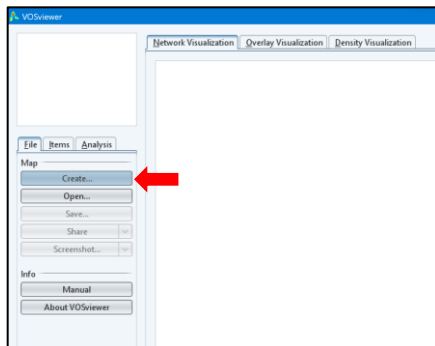 VOSviewer
Network Visualization Overlay Visualization Density Visualization
File Items Analysis
Map
Create...
Open...
Save...
Share
Screenshot...
Info
Manual
About VOSviewer